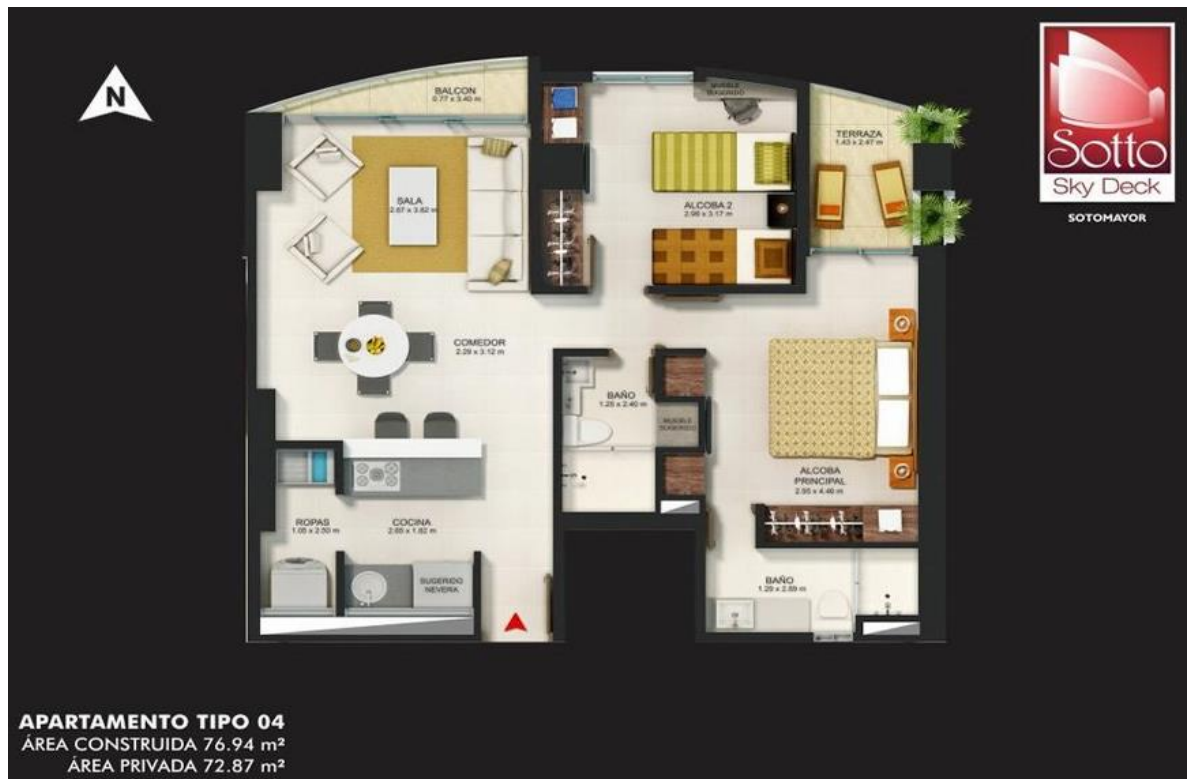 N
BALCON
0.77 x 3.40 m
MUEBLE
SUGERIDO
TERRAZA
1.43 x 2.47 m
Sotto
Sky Deck
SOTOMAYOR
SALA
2.67 x 3.82 m
ALCOBA 2
2.96 x 3.17 m
COMEDOR
2.29 x 3.12 m
BAÑO
1.25 x 2.40 m
MUEBLE
SUGERIDO
ALCOBA
PRINCIPAL
2.95 x 4.46 m
ROPAS
1.05 x 2.50 m
COCINA
2.65 x 1.82 m
SUGERIDO
NEVERA
BAÑO
1.29 x 2.89 m
APARTAMENTO TIPO 04
ÁREA CONSTRUIDA 76.94 m²
ÁREA PRIVADA 72.87 m²